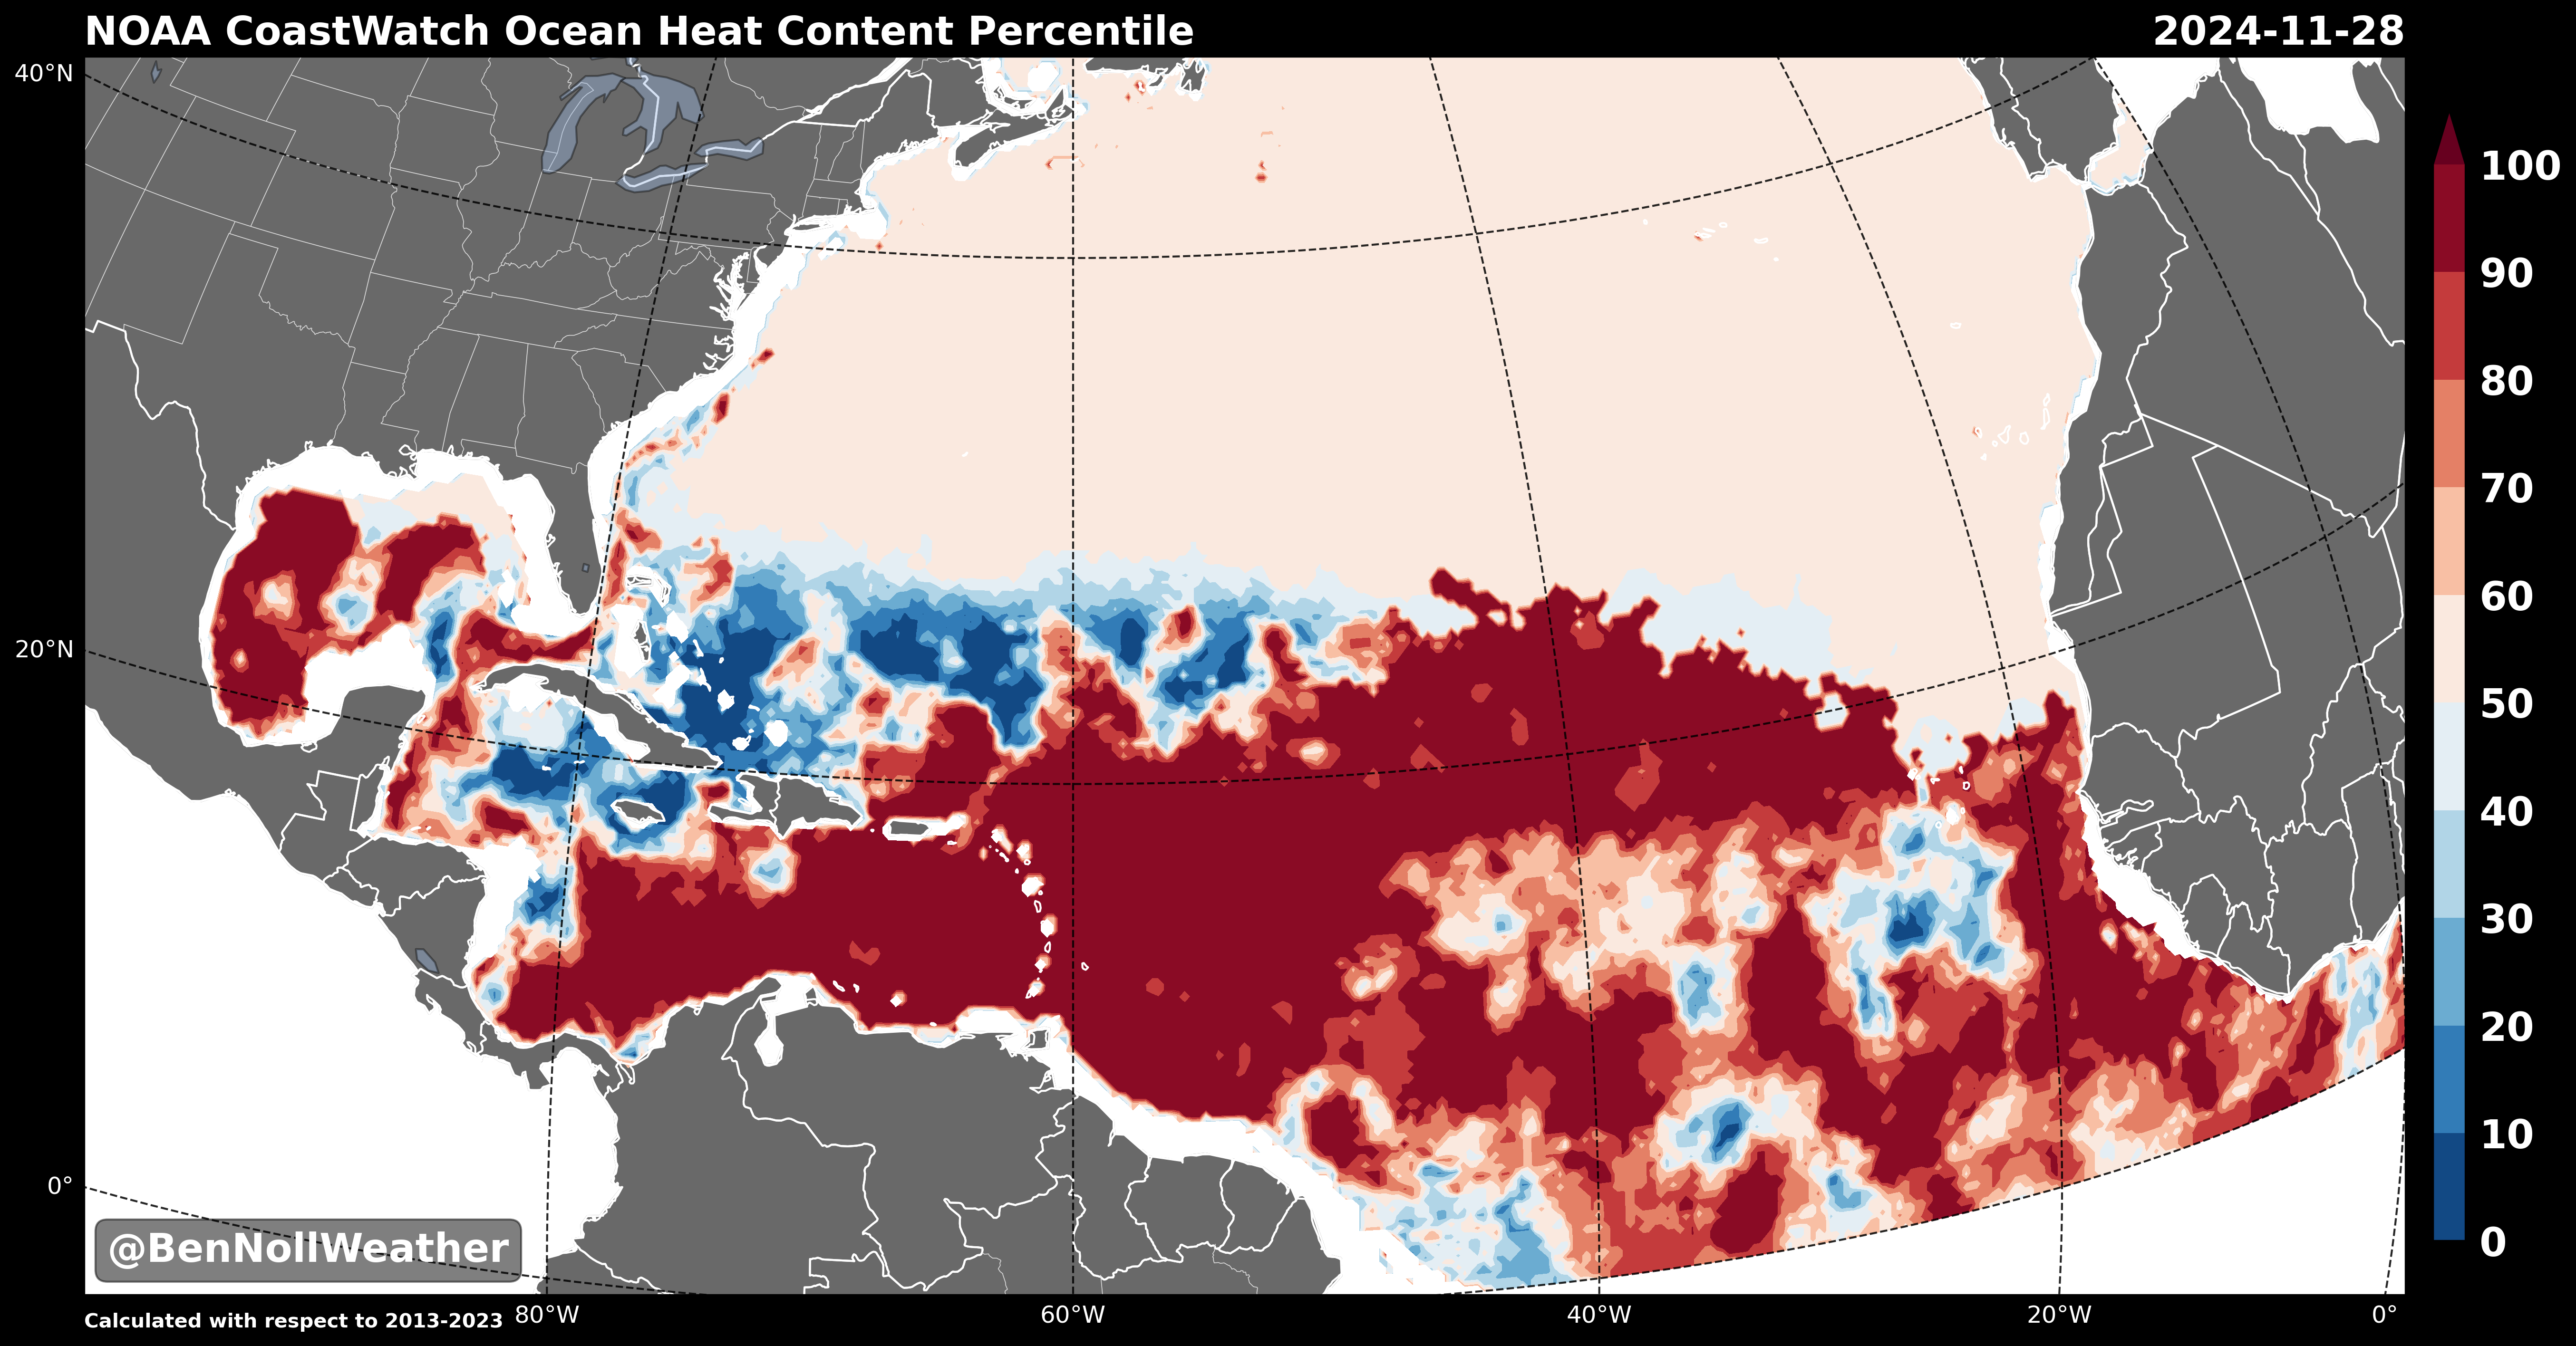 NOAA CoastWatch Ocean Heat Content Percentile
2024-11-28
40°N
20°N
0°
100
90
80
70
60
50
40
30
20
10
0
@BenNollWeather
Calculated with respect to 2013-2023
80°W
60°W
40°W
20°W
0°